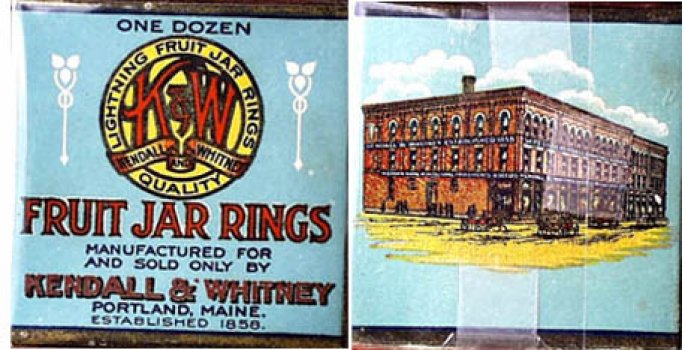 ONE DOZEN
LIGHTNING FRUIT JAR RINGS
K & W
KENDALL AND WHITNEY
QUALITY
FRUIT JAR RINGS
MANUFACTURED FOR
AND SOLD ONLY BY
KENDALL & WHITNEY
PORTLAND, MAINE.
ESTABLISHED 1858.